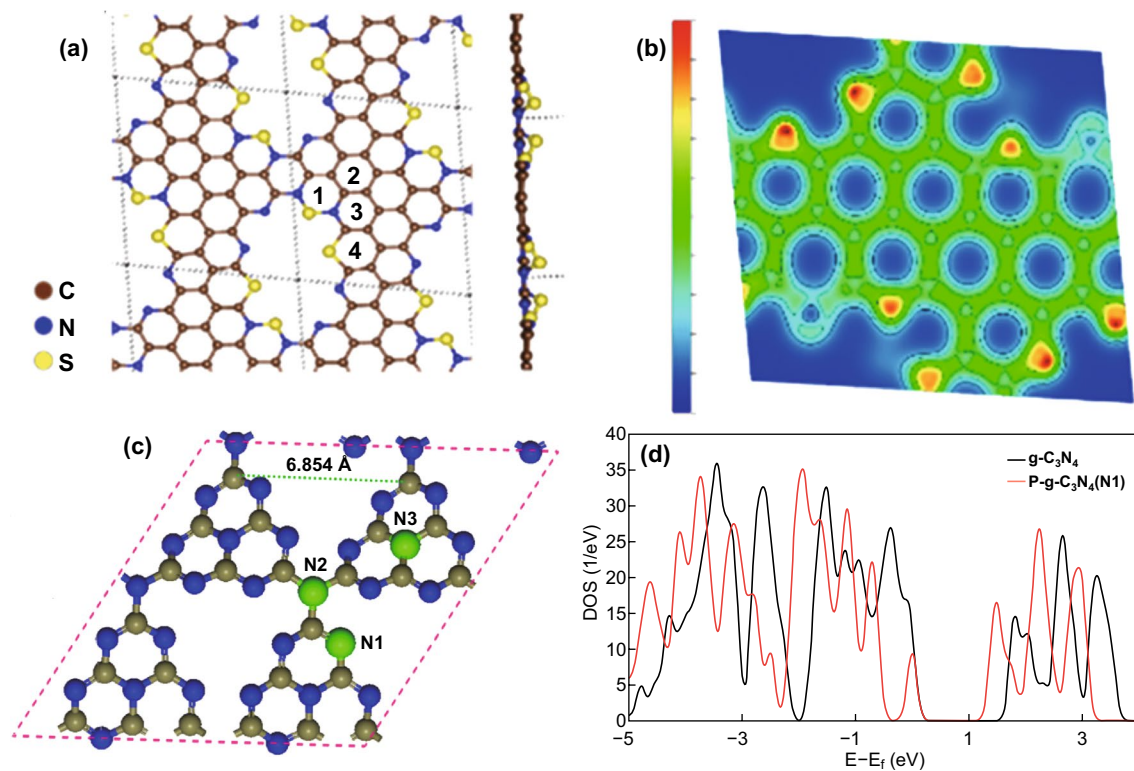 (a)
1
2
3
4
C
N
S
(b)
(c)
6.854 Å
N3
N2
N1
(d)
g-C₃N₄
P-g-C₃N₄(N1)
DOS (1/eV)
40
35
30
25
20
15
10
5
0
-5
-3
-1
1
3
E−E_f (eV)